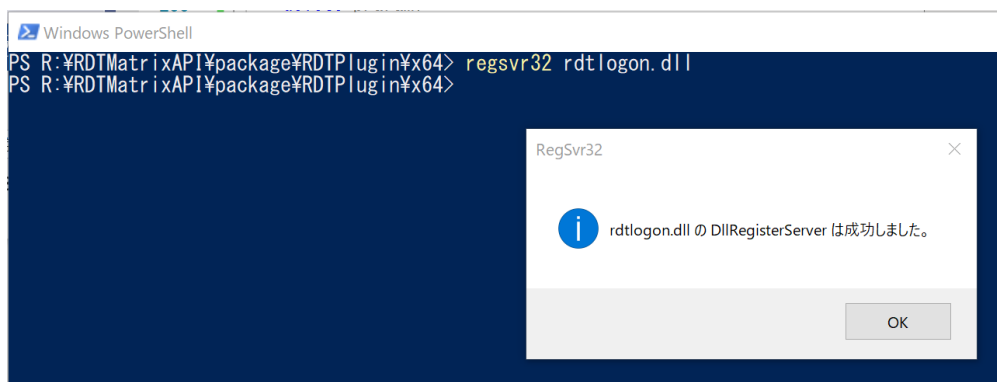 Windows PowerShell
PS R:¥RDTMatrixAPI¥package¥RDTPlugin¥x64> regsvr32 rdtlogon.dll
PS R:¥RDTMatrixAPI¥package¥RDTPlugin¥x64>
RegSvr32
rdtlogon.dll の DllRegisterServer は成功しました。
OK